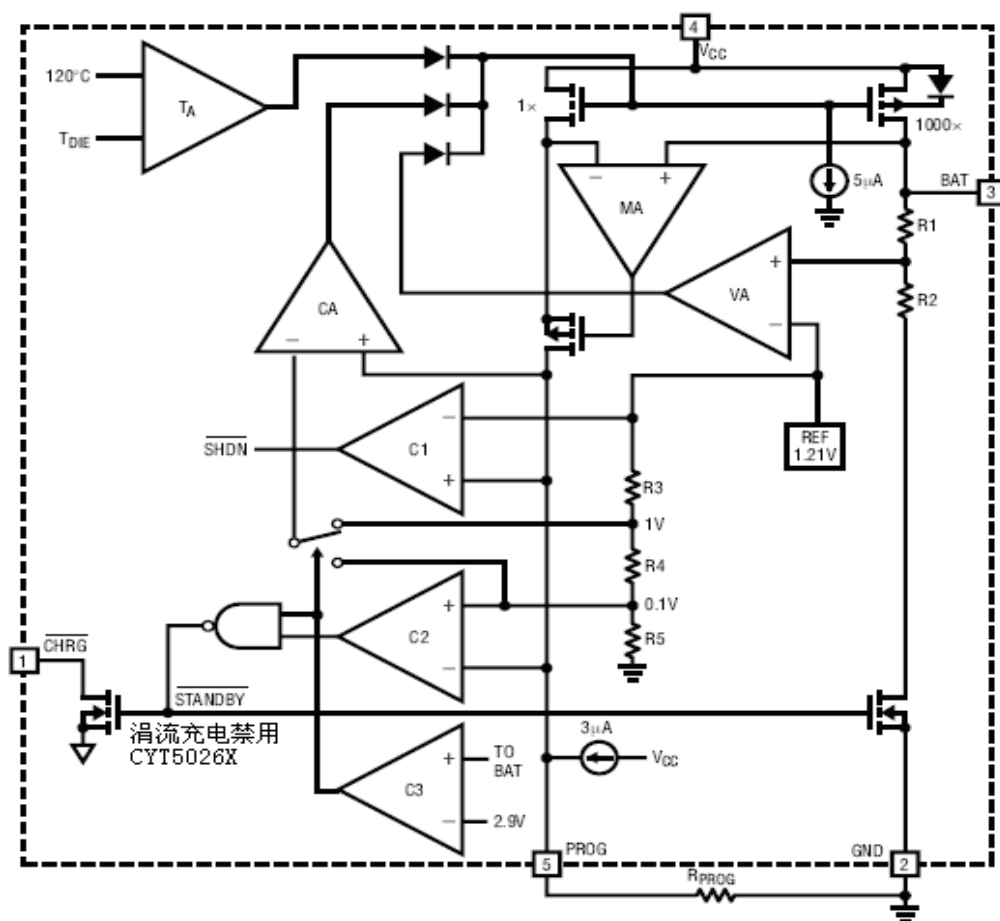 4
VCC
120°C
TA
TDIE
1×
1000×
– +
MA
5µA
BAT
3
R1
+
VA
–
R2
CA
– +
REF
1.21V
–
SHDN
C1
+
R3
1V
R4
+
0.1V
C2
R5
–
CHRG
1
STANDBY
涓流充电禁用
CYT5026X
3µA
VCC
+
TO
BAT
C3
–
2.9V
PROG
5
GND
2
RPROG